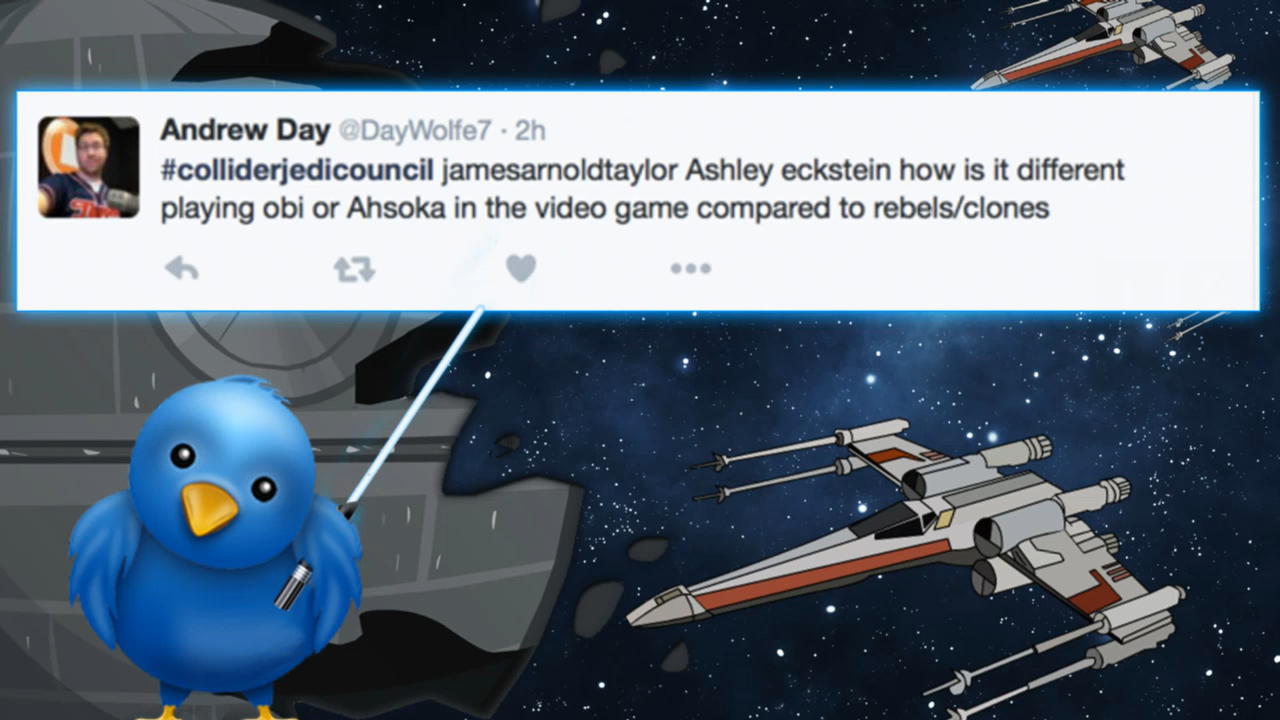 Andrew Day @DayWolfe7 · 2h
#colliderjedicouncil jamesarnoldtaylor Ashley eckstein how is it different
playing obi or Ahsoka in the video game compared to rebels/clones